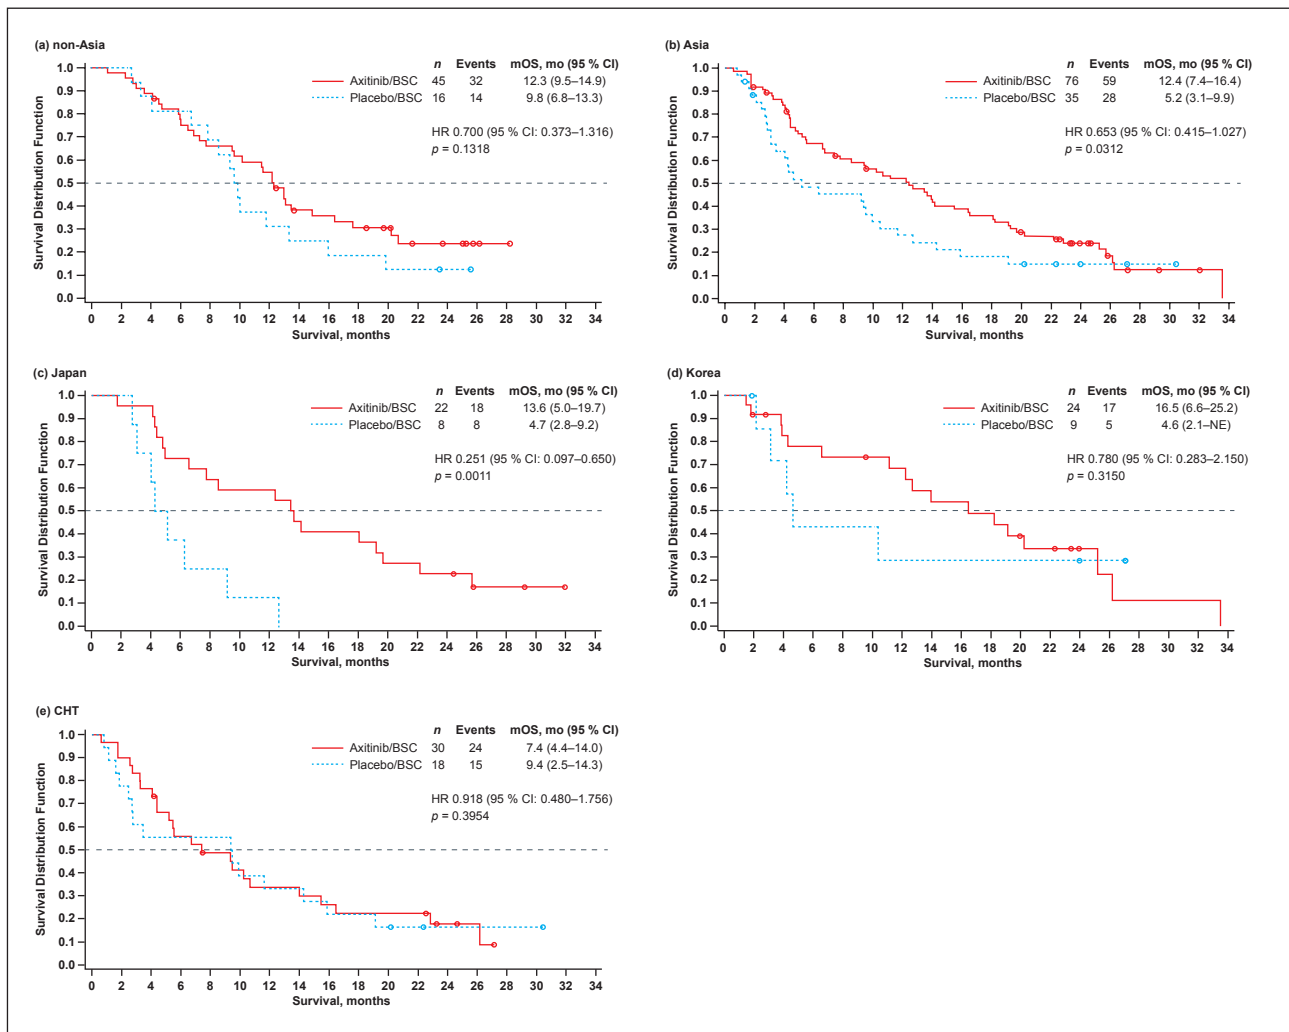 (a) non-Asia
n Events mOS, mo (95 % CI)
Axitinib/BSC 45 32 12.3 (9.5–14.9)
Placebo/BSC 16 14 9.8 (6.8–13.3)
HR 0.700 (95 % CI: 0.373–1.316)
p = 0.1318
Survival Distribution Function
1.0
0.9
0.8
0.7
0.6
0.5
0.4
0.3
0.2
0.1
0.0
0 2 4 6 8 10 12 14 16 18 20 22 24 26 28 30 32 34
Survival, months
(b) Asia
n Events mOS, mo (95 % CI)
Axitinib/BSC 76 59 12.4 (7.4–16.4)
Placebo/BSC 35 28 5.2 (3.1–9.9)
HR 0.653 (95 % CI: 0.415–1.027)
p = 0.0312
Survival Distribution Function
1.0
0.9
0.8
0.7
0.6
0.5
0.4
0.3
0.2
0.1
0.0
0 2 4 6 8 10 12 14 16 18 20 22 24 26 28 30 32 34
Survival, months
(c) Japan
n Events mOS, mo (95 % CI)
Axitinib/BSC 22 18 13.6 (5.0–19.7)
Placebo/BSC 8 8 4.7 (2.8–9.2)
HR 0.251 (95 % CI: 0.097–0.650)
p = 0.0011
Survival Distribution Function
1.0
0.9
0.8
0.7
0.6
0.5
0.4
0.3
0.2
0.1
0.0
0 2 4 6 8 10 12 14 16 18 20 22 24 26 28 30 32 34
Survival, months
(d) Korea
n Events mOS, mo (95 % CI)
Axitinib/BSC 24 17 16.5 (6.6–25.2)
Placebo/BSC 9 5 4.6 (2.1–NE)
HR 0.780 (95 % CI: 0.283–2.150)
p = 0.3150
Survival Distribution Function
1.0
0.9
0.8
0.7
0.6
0.5
0.4
0.3
0.2
0.1
0.0
0 2 4 6 8 10 12 14 16 18 20 22 24 26 28 30 32 34
Survival, months
(e) CHT
n Events mOS, mo (95 % CI)
Axitinib/BSC 30 24 7.4 (4.4–14.0)
Placebo/BSC 18 15 9.4 (2.5–14.3)
HR 0.918 (95 % CI: 0.480–1.756)
p = 0.3954
Survival Distribution Function
1.0
0.9
0.8
0.7
0.6
0.5
0.4
0.3
0.2
0.1
0.0
0 2 4 6 8 10 12 14 16 18 20 22 24 26 28 30 32 34
Survival, months